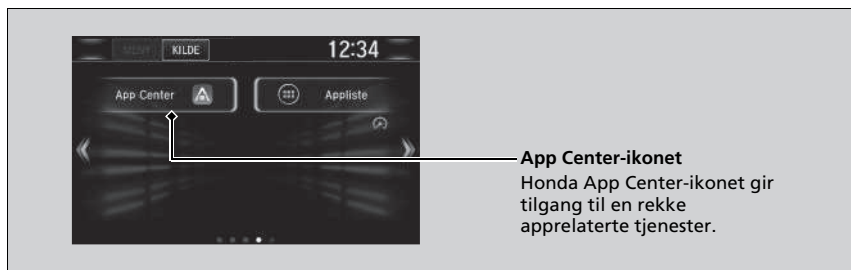 MENY
KILDE
12:34
App Center
Appliste
App Center-ikonet
Honda App Center-ikonet gir
tilgang til en rekke
apprelaterte tjenester.